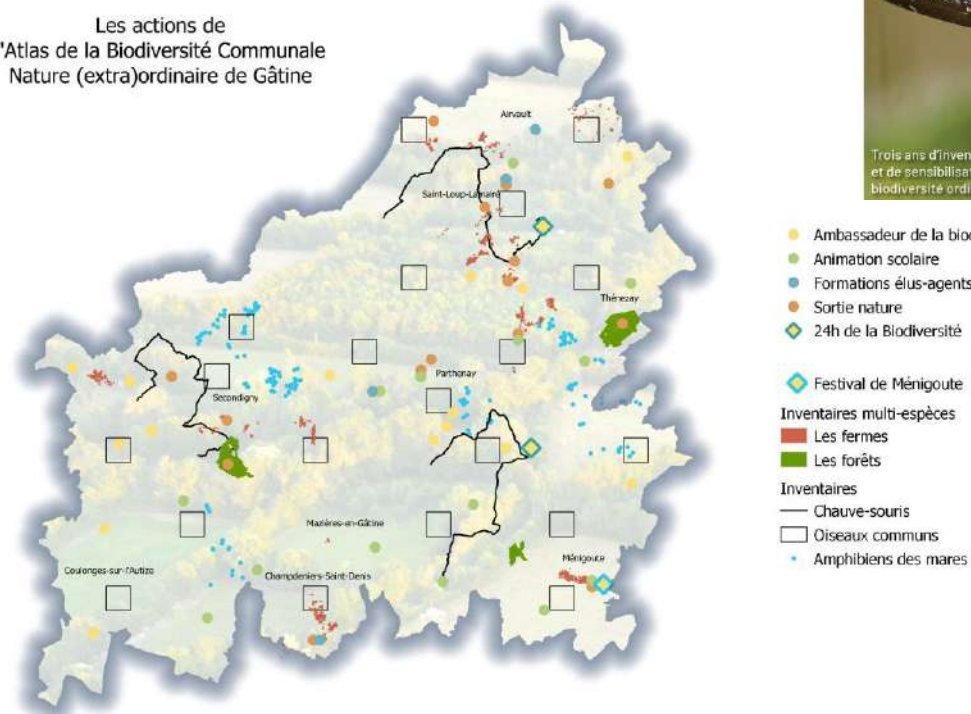 Les actions de
'Atlas de la Biodiversité Communale
Nature (extra)ordinaire de Gâtine
Trois ans
et de
biodiversité
Airvault
Saint-Loup-Lamairé
Thénezay
Parthenay
Secondigny
Mazières-en-Gâtine
Ménigoute
Coulonges-sur-l'Autize
Champdeniers-Saint-Denis
Ambassadeur de la
Animation scolaire
Formations élus-agents
Sortie nature
24h de la Biodiversité
Festival de Ménigoute
Inventaires multi-espèces
Les fermes
Les forêts
Inventaires
Chauve-souris
Oiseaux communs
Amphibiens des mares